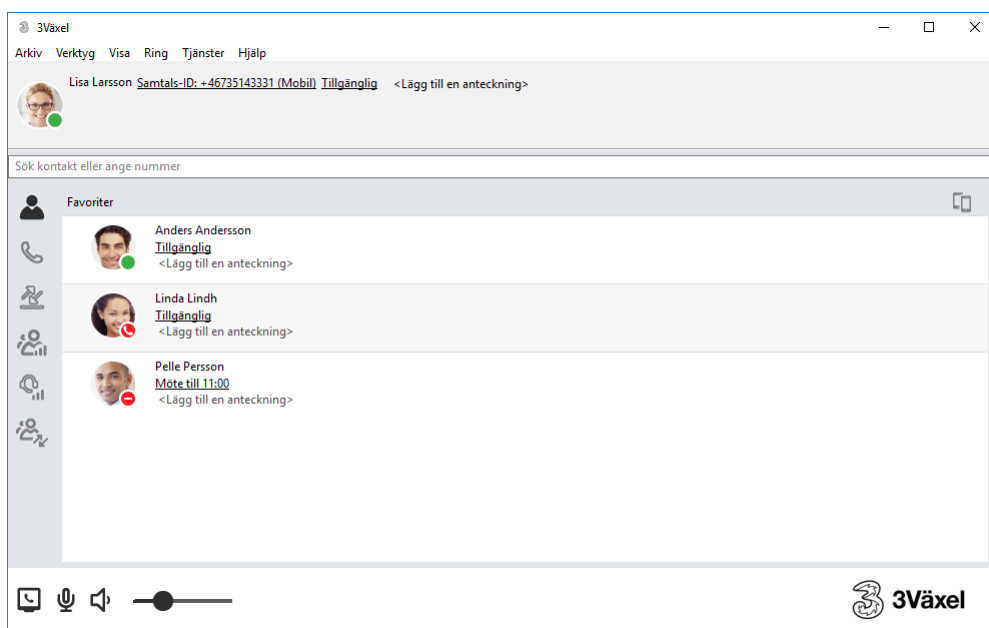 3Växel
Arkiv Verktyg Visa Ring Tjänster Hjälp
Lisa Larsson Samtals-ID: +46735143331 (Mobil) Tillgänglig <Lägg till en anteckning>
Sök kontakt eller ange nummer
Favoriter
Anders Andersson
Tillgänglig
<Lägg till en anteckning>
Linda Lindh
Tillgänglig
<Lägg till en anteckning>
Pelle Persson
Möte till 11:00
<Lägg till en anteckning>
3Växel